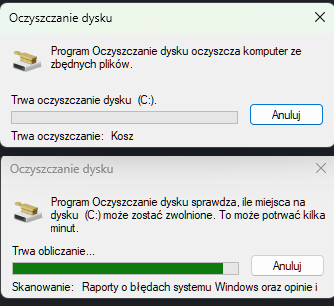 Oczyszczanie dysku
Program Oczyszczanie dysku oczyszcza komputer ze
zbędnych plików.
Trwa oczyszczanie dysku (C:).
Anuluj
Trwa oczyszczanie: Kosz
Oczyszczanie dysku
Program Oczyszczanie dysku sprawdza, ile miejsca na
dysku (C:) może zostać zwolnione. To może potrwać kilka
minut.
Trwa obliczanie...
Anuluj
Skanowanie: Raporty o błędach systemu Windows oraz opinie i